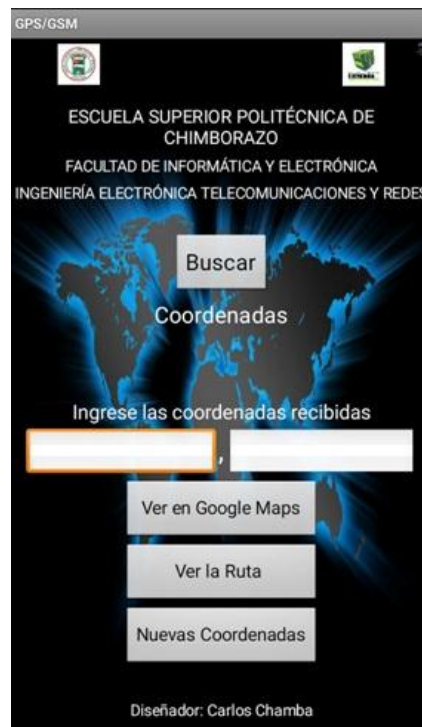 GPS/GSM
ESCUELA SUPERIOR POLITÉCNICA DE
CHIMBORAZO
FACULTAD DE INFORMÁTICA Y ELECTRÓNICA
INGENIERÍA ELECTRÓNICA TELECOMUNICACIONES Y REDES
Buscar
Coordenadas
Ingrese las coordenadas recibidas
,
Ver en Google Maps
Ver la Ruta
Nuevas Coordenadas
Diseñador: Carlos Chamba